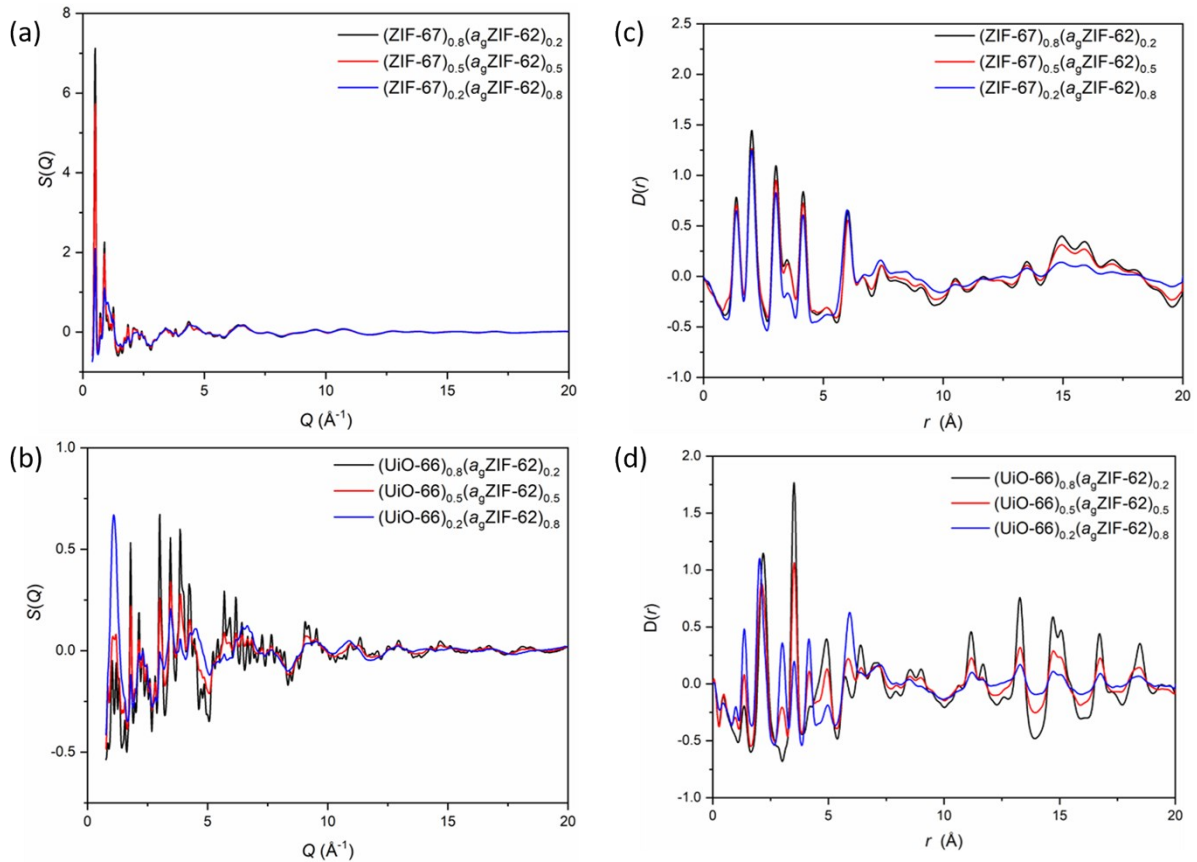 (a)
8
6
4
2
0
S(Q)
(ZIF-67)0.8(agZIF-62)0.2
(ZIF-67)0.5(agZIF-62)0.5
(ZIF-67)0.2(agZIF-62)0.8
0 5 10 15 20
Q (Å-1)
(c)
2.5
2.0
1.5
1.0
0.5
0.0
-0.5
-1.0
D(r)
(ZIF-67)0.8(agZIF-62)0.2
(ZIF-67)0.5(agZIF-62)0.5
(ZIF-67)0.2(agZIF-62)0.8
0 5 10 15 20
r (Å)
(b)
1.0
0.5
0.0
-0.5
S(Q)
(UiO-66)0.8(agZIF-62)0.2
(UiO-66)0.5(agZIF-62)0.5
(UiO-66)0.2(agZIF-62)0.8
0 5 10 15 20
Q (Å-1)
(d)
2.0
1.5
1.0
0.5
0.0
-0.5
-1.0
D(r)
(UiO-66)0.8(agZIF-62)0.2
(UiO-66)0.5(agZIF-62)0.5
(UiO-66)0.2(agZIF-62)0.8
0 5 10 15 20
r (Å)